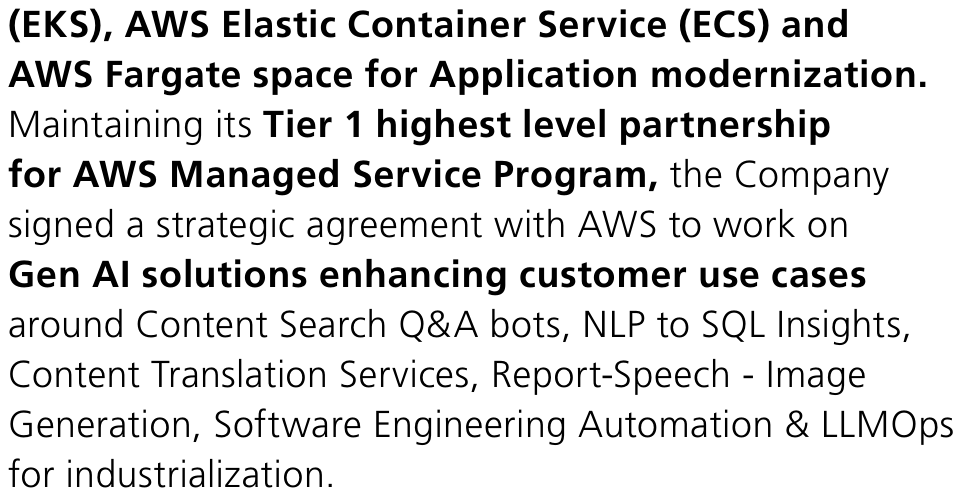 (EKS), AWS Elastic Container Service (ECS) and
AWS Fargate space for Application modernization.
Maintaining its Tier 1 highest level partnership
for AWS Managed Service Program, the Company
signed a strategic agreement with AWS to work on
Gen AI solutions enhancing customer use cases
around Content Search Q&A bots, NLP to SQL Insights,
Content Translation Services, Report-Speech - Image
Generation, Software Engineering Automation & LLMOps
for industrialization.